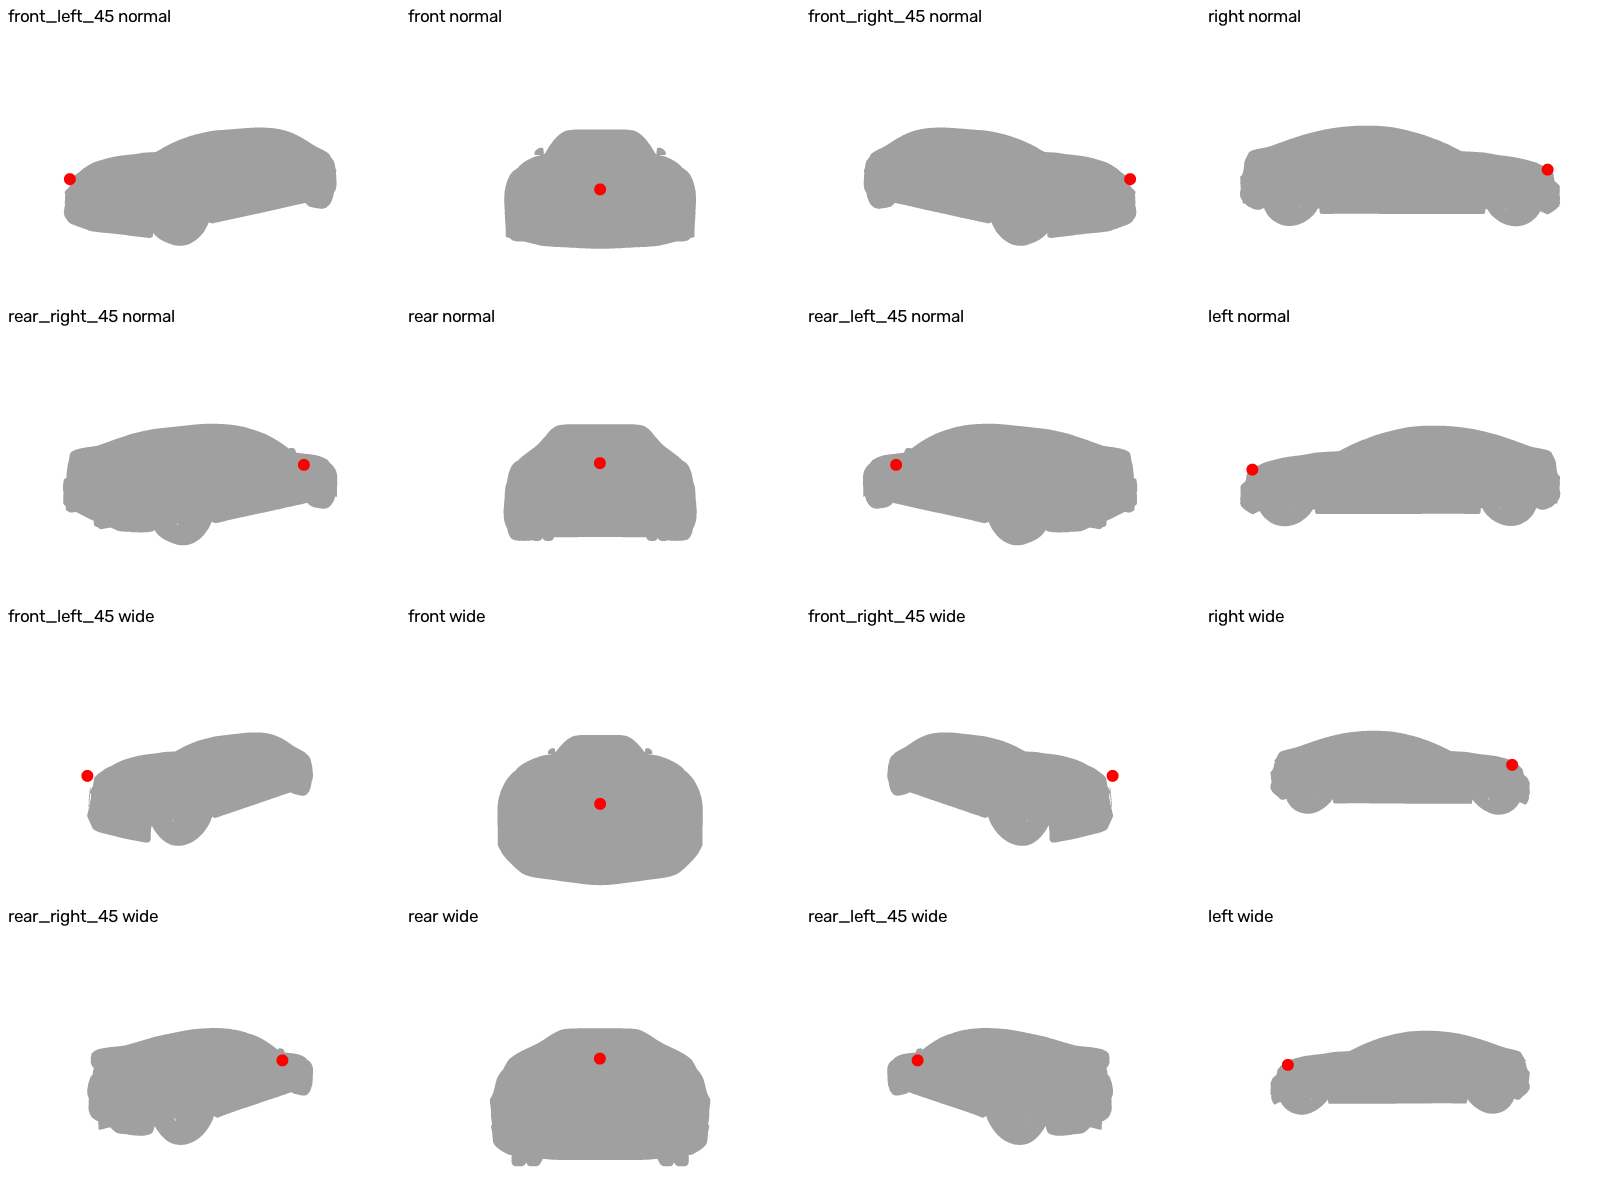 front_left_45 normal
front normal
front_right_45 normal
right normal
rear_right_45 normal
rear normal
rear_left_45 normal
left normal
front_left_45 wide
front wide
front_right_45 wide
right wide
rear_right_45 wide
rear wide
rear_left_45 wide
left wide